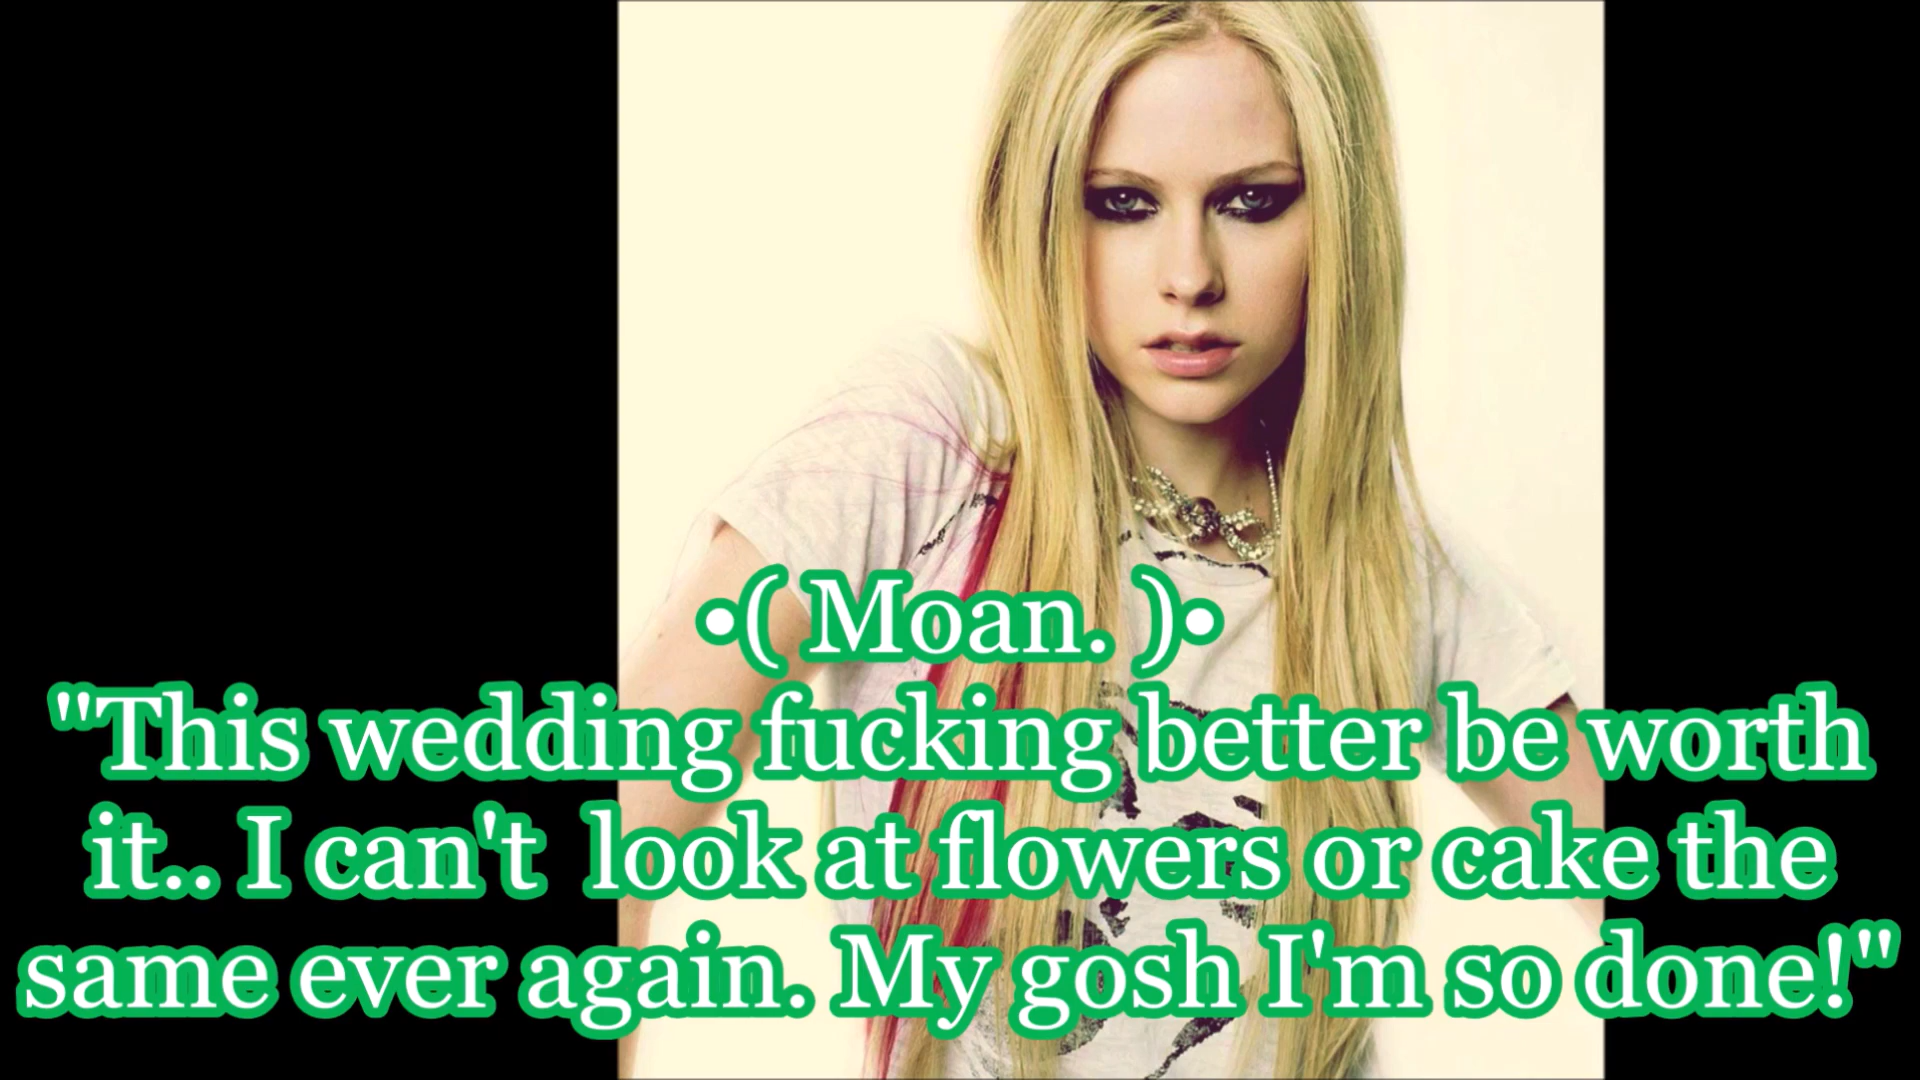 •( Moan. )•
"This wedding fucking better be worth
it.. I can't  look at flowers or cake the
same ever again. My gosh I'm so done!"